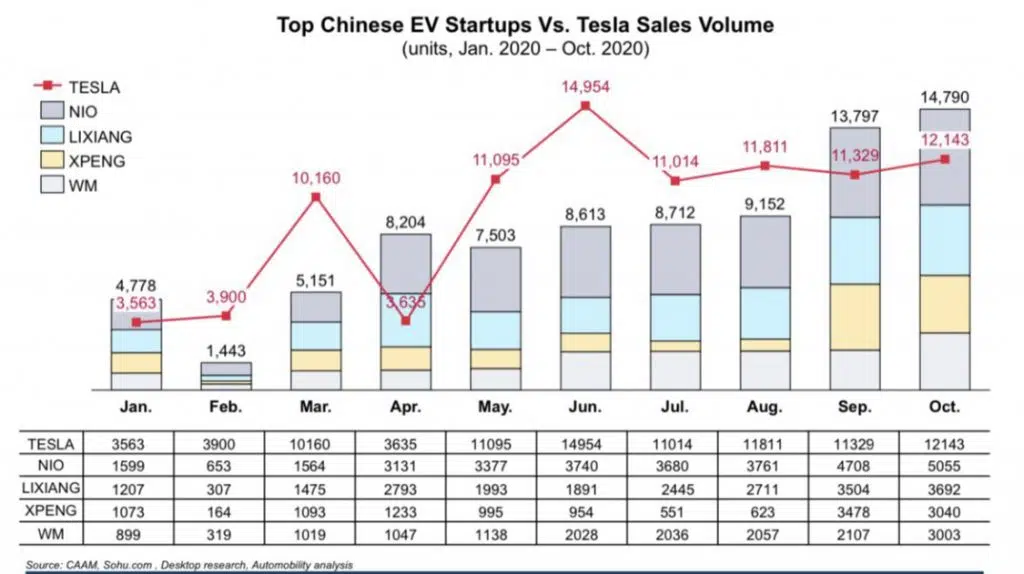 Top Chinese EV Startups Vs. Tesla Sales Volume
(units, Jan. 2020 – Oct. 2020)
TESLA
NIO
LIXIANG
XPENG
WM
4,778
3,563
3,900
1,443
10,160
5,151
8,204
3,635
11,095
7,503
14,954
8,613
11,014
8,712
11,811
9,152
13,797
11,329
14,790
12,143
Jan. Feb. Mar. Apr. May. Jun. Jul. Aug. Sep. Oct.
TESLA 3563 3900 10160 3635 11095 14954 11014 11811 11329 12143
NIO 1599 653 1564 3131 3377 3740 3680 3761 4708 5055
LIXIANG 1207 307 1475 2793 1993 1891 2445 2711 3504 3692
XPENG 1073 164 1093 1233 995 954 551 623 3478 3040
WM 899 319 1019 1047 1138 2028 2036 2057 2107 3003
Source: CAAM, Sohu.com , Desktop research, Automobility analysis